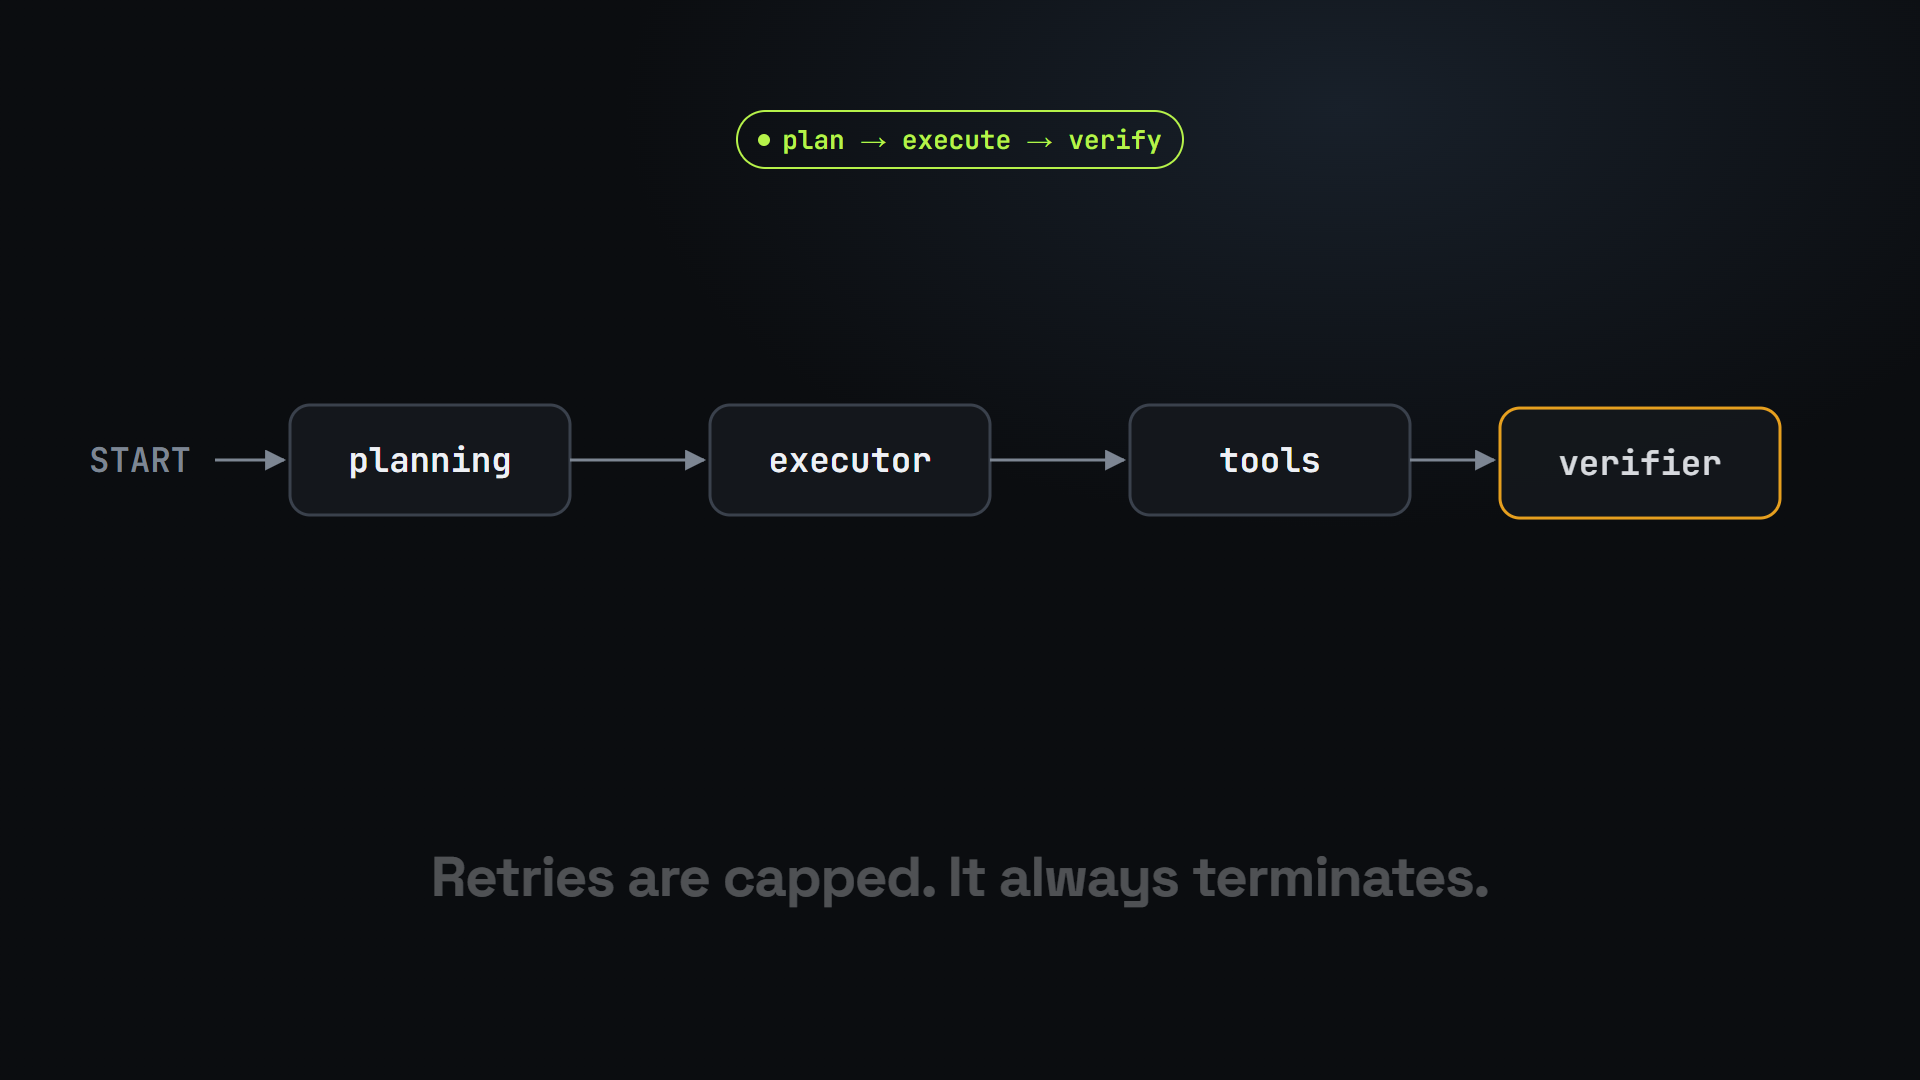 plan → execute → verify
START
planning
executor
tools
verifier
Retries are capped. It always terminates.